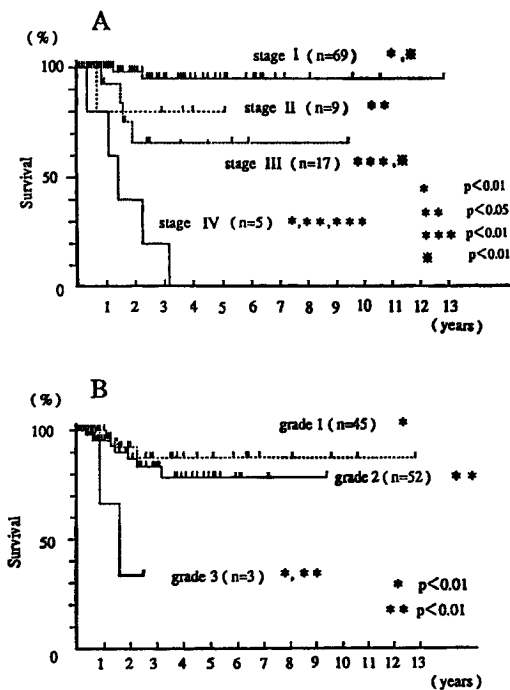 A
(%)
stage I (n=69) *,※
100
stage II (n=9) **
50
stage III (n=17) ***,※
* p<0.01
** p<0.05
stage IV (n=5) *,**,***
*** p<0.01
※ p<0.01
0
Survival
1 2 3 4 5 6 7 8 9 10 11 12 13
(years)
B
(%)
grade 1 (n=45) *
100
grade 2 (n=52) **
50
grade 3 (n=3) *,**
* p<0.01
** p<0.01
0
Survival
1 2 3 4 5 6 7 8 9 10 11 12 13
(years)